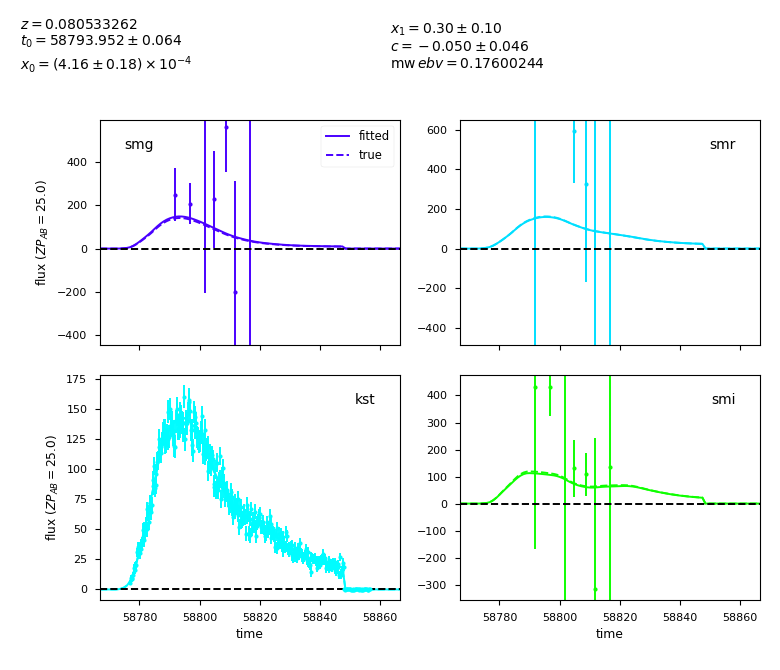 z = 0.080533262
t₀ = 58793.952 ± 0.064
x₀ = (4.16 ± 0.18) × 10⁻⁴
x₁ = 0.30 ± 0.10
c = −0.050 ± 0.046
mw ebv = 0.17600244
smg
fitted
true
400
200
0
−200
−400
flux (ZP_AB = 25.0)
smr
600
400
200
0
−200
−400
kst
175
150
125
100
75
50
25
0
flux (ZP_AB = 25.0)
58780 58800 58820 58840 58860
time
smi
400
300
200
100
0
−100
−200
−300
58780 58800 58820 58840 58860
time